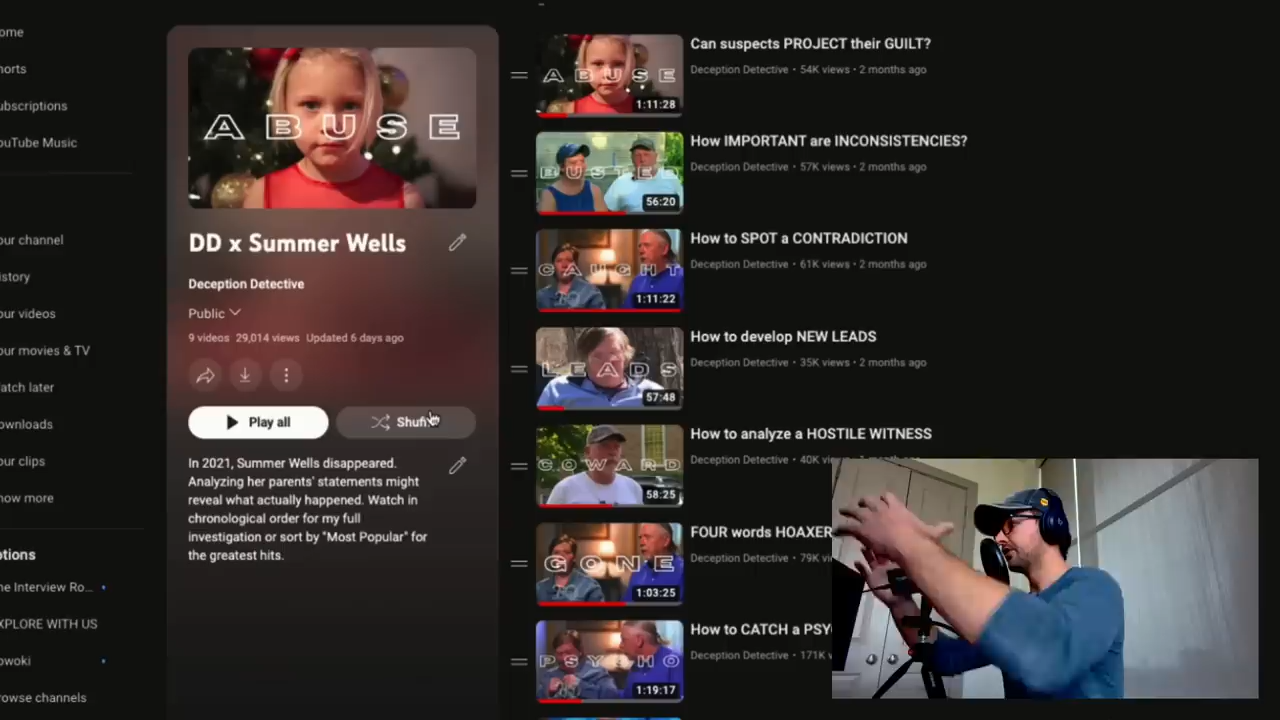 ome
horts
ubscriptions
ouTube Music
our channel
istory
our videos
our movies & TV
atch later
ownloads
our clips
how more
ptions
he Interview Ro...
XPLORE WITH US
owoki
rowse channels
ABUSE
DD x Summer Wells
Deception Detective
Public
9 videos 29,014 views Updated 6 days ago
Play all
Shuffle
In 2021, Summer Wells disappeared.
Analyzing her parents' statements might
reveal what actually happened. Watch in
chronological order for my full
investigation or sort by "Most Popular" for
the greatest hits.
ABUSE
1:11:28
Can suspects PROJECT their GUILT?
Deception Detective • 54K views • 2 months ago
BUSTED
56:20
How IMPORTANT are INCONSISTENCIES?
Deception Detective • 57K views • 2 months ago
CAUGHT
1:11:22
How to SPOT a CONTRADICTION
Deception Detective • 61K views • 2 months ago
LEADS
57:48
How to develop NEW LEADS
Deception Detective • 35K views • 2 months ago
COWARD
58:25
How to analyze a HOSTILE WITNESS
Deception Detective • 40K views
GONE
1:03:25
FOUR words HOAXER
Deception Detective • 79K vi
PSYCHO
1:19:17
How to CATCH a PSY
Deception Detective • 171K v